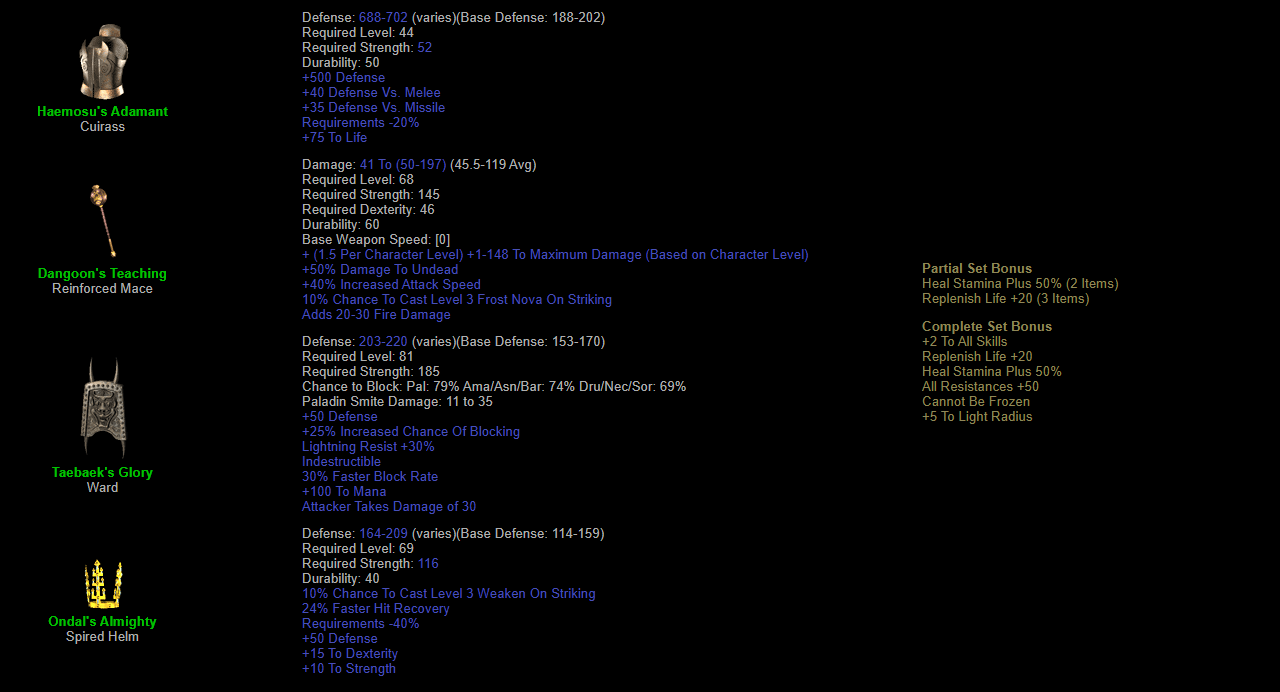 Haemosu's Adamant
Cuirass
Defense: 688-702 (varies)(Base Defense: 188-202)
Required Level: 44
Required Strength: 52
Durability: 50
+500 Defense
+40 Defense Vs. Melee
+35 Defense Vs. Missile
Requirements -20%
+75 To Life
Dangoon's Teaching
Reinforced Mace
Damage: 41 To (50-197) (45.5-119 Avg)
Required Level: 68
Required Strength: 145
Required Dexterity: 46
Durability: 60
Base Weapon Speed: [0]
+ (1.5 Per Character Level) +1-148 To Maximum Damage (Based on Character Level)
+50% Damage To Undead
+40% Increased Attack Speed
10% Chance To Cast Level 3 Frost Nova On Striking
Adds 20-30 Fire Damage
Taebaek's Glory
Ward
Defense: 203-220 (varies)(Base Defense: 153-170)
Required Level: 81
Required Strength: 185
Chance to Block: Pal: 79% Ama/Asn/Bar: 74% Dru/Nec/Sor: 69%
Paladin Smite Damage: 11 to 35
+50 Defense
+25% Increased Chance Of Blocking
Lightning Resist +30%
Indestructible
30% Faster Block Rate
+100 To Mana
Attacker Takes Damage of 30
Ondal's Almighty
Spired Helm
Defense: 164-209 (varies)(Base Defense: 114-159)
Required Level: 69
Required Strength: 116
Durability: 40
10% Chance To Cast Level 3 Weaken On Striking
24% Faster Hit Recovery
Requirements -40%
+50 Defense
+15 To Dexterity
+10 To Strength
Partial Set Bonus
Heal Stamina Plus 50% (2 Items)
Replenish Life +20 (3 Items)
Complete Set Bonus
+2 To All Skills
Replenish Life +20
Heal Stamina Plus 50%
All Resistances +50
Cannot Be Frozen
+5 To Light Radius